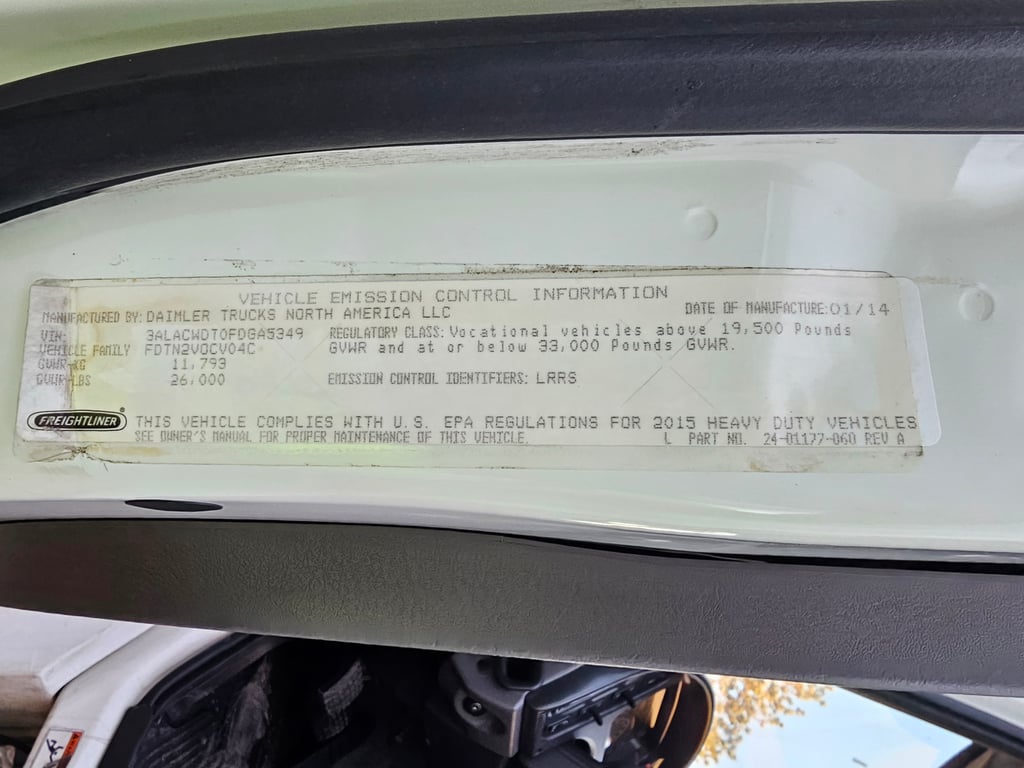 VEHICLE EMISSION CONTROL INFORMATION
MANUFACTURED BY: DAIMLER TRUCKS NORTH AMERICA LLC DATE OF MANUFACTURE: 01/14
VIN: 3ALACWDT0FDGA5349 REGULATORY CLASS: Vocational vehicles above 19,500 Pounds
VEHICLE FAMILY FDTN2VOCV04C GVWR and at or below 33,000 Pounds GVWR.
GVWR-KG 11,793
GVWR-LBS 26,000 EMISSION CONTROL IDENTIFIERS: LRRS
FREIGHTLINER® THIS VEHICLE COMPLIES WITH U.S. EPA REGULATIONS FOR 2015 HEAVY DUTY VEHICLES
SEE OWNER'S MANUAL FOR PROPER MAINTENANCE OF THIS VEHICLE. L PART NO. 24-01177-060 REV A